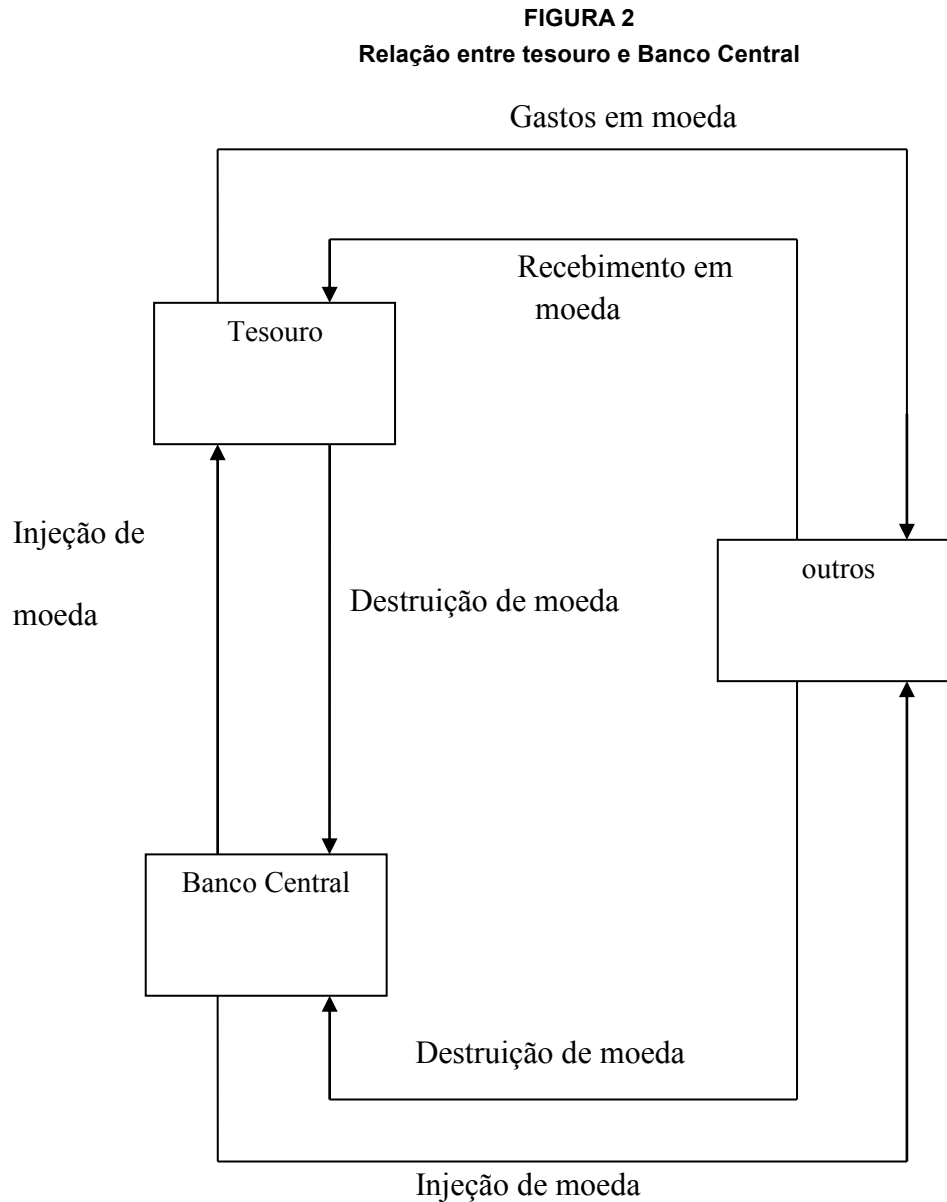 FIGURA 2
Relação entre tesouro e Banco Central
Gastos em moeda
Recebimento em
moeda
Tesouro
Injeção de
moeda
Destruição de moeda
outros
Banco Central
Destruição de moeda
Injeção de moeda